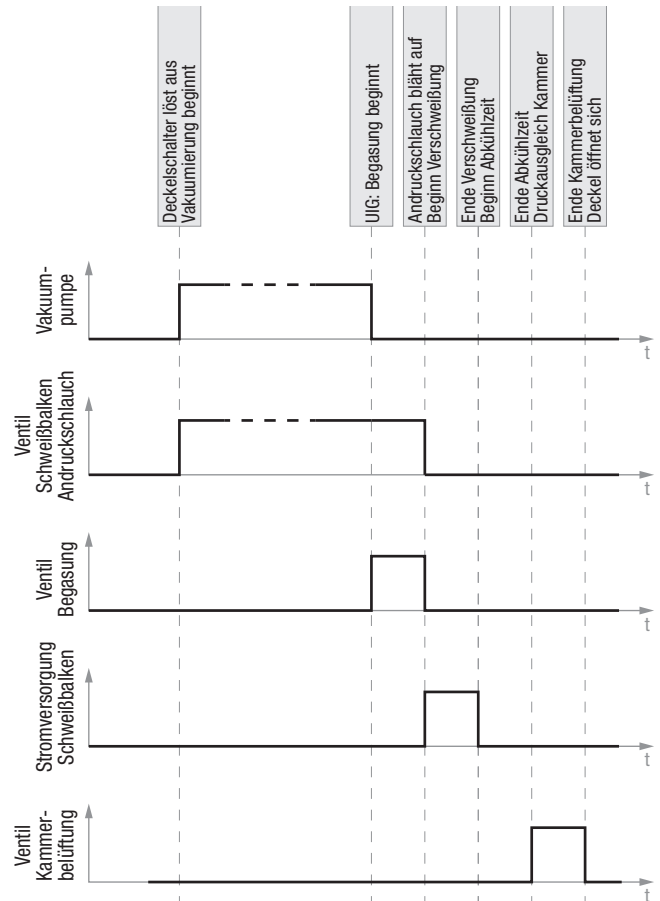 Deckelschalter löst aus
Vakuumierung beginnt
UIG: Begasung beginnt
Andruckschlauch bläht auf
Beginn Verschweißung
Ende Verschweißung
Beginn Abkühlzeit
Ende Abkühlzeit
Druckausgleich Kammer
Ende Kammerbelüftung
Deckel öffnet sich
Vakuum-
pumpe
t
Ventil
Schweißbalken
Andruckschlauch
t
Ventil
Begasung
t
Stromversorgung
Schweißbalken
t
Ventil
Kammer-
belüftung
t